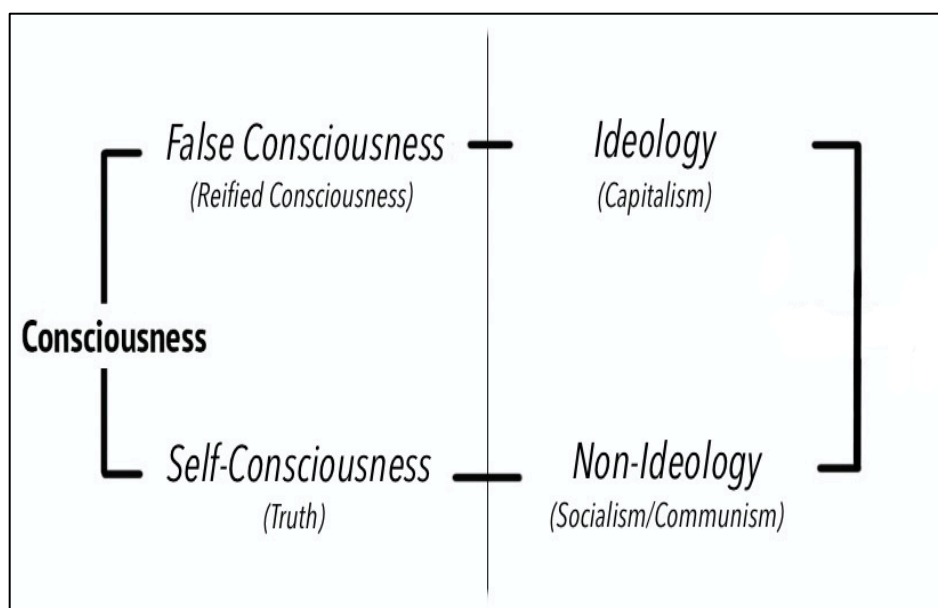 False Consciousness
(Reified Consciousness)
Ideology
(Capitalism)
Consciousness
Self-Consciousness
(Truth)
Non-Ideology
(Socialism/Communism)